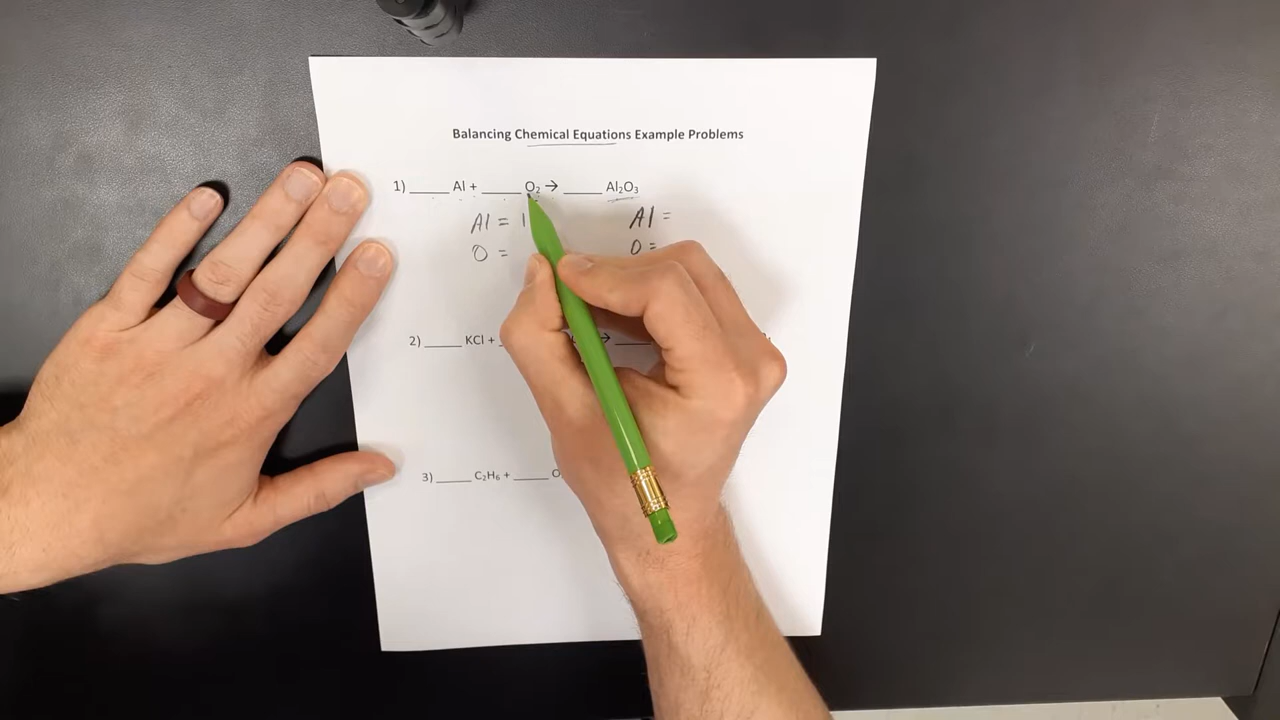 Balancing Chemical Equations Example Problems
1) _____ Al + _____ O₂ → _____ Al₂O₃
Al = 1 Al =
O = O =
2) _____ KCl + → _____
3) _____ C₂H₆ + _____ O